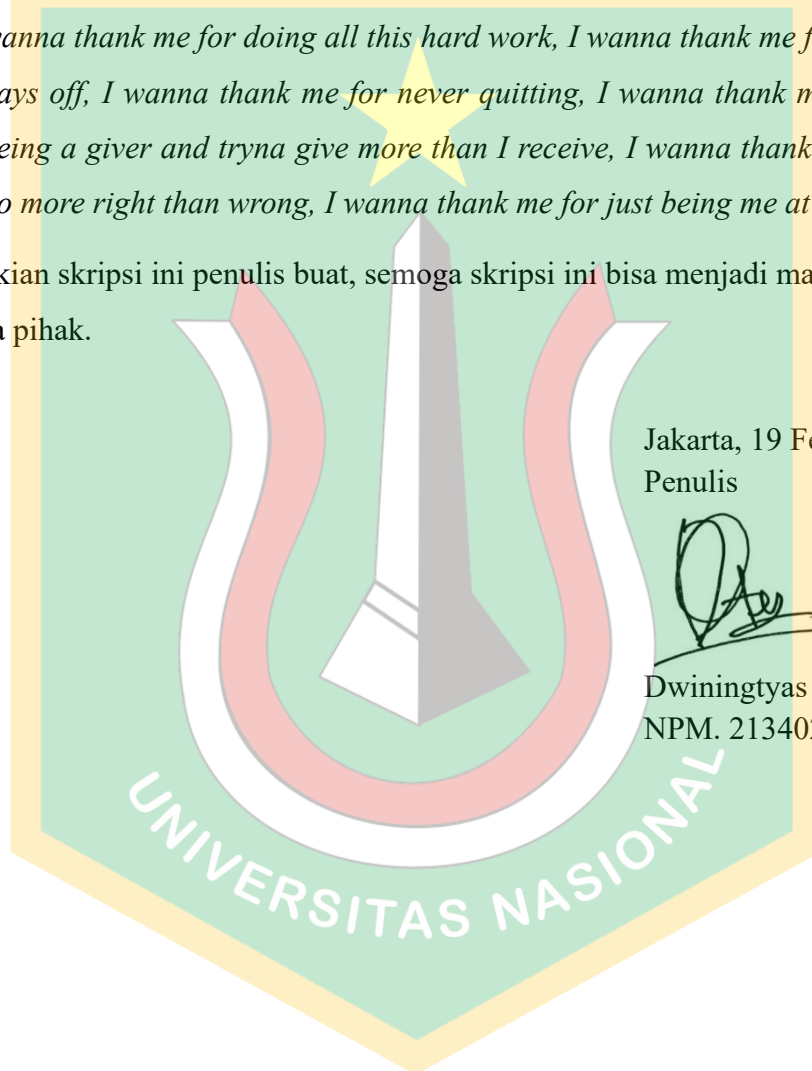 wanna thank me for doing all this hard work, I wanna thank me f
ays off, I wanna thank me for never quitting, I wanna thank m
eing a giver and tryna give more than I receive, I wanna thank
o more right than wrong, I wanna thank me for just being me at
kian skripsi ini penulis buat, semoga skripsi ini bisa menjadi ma
a pihak.
Jakarta, 19 Fe
Penulis
Dwiningtyas
NPM. 21340
UNIVERSITAS NASIONAL